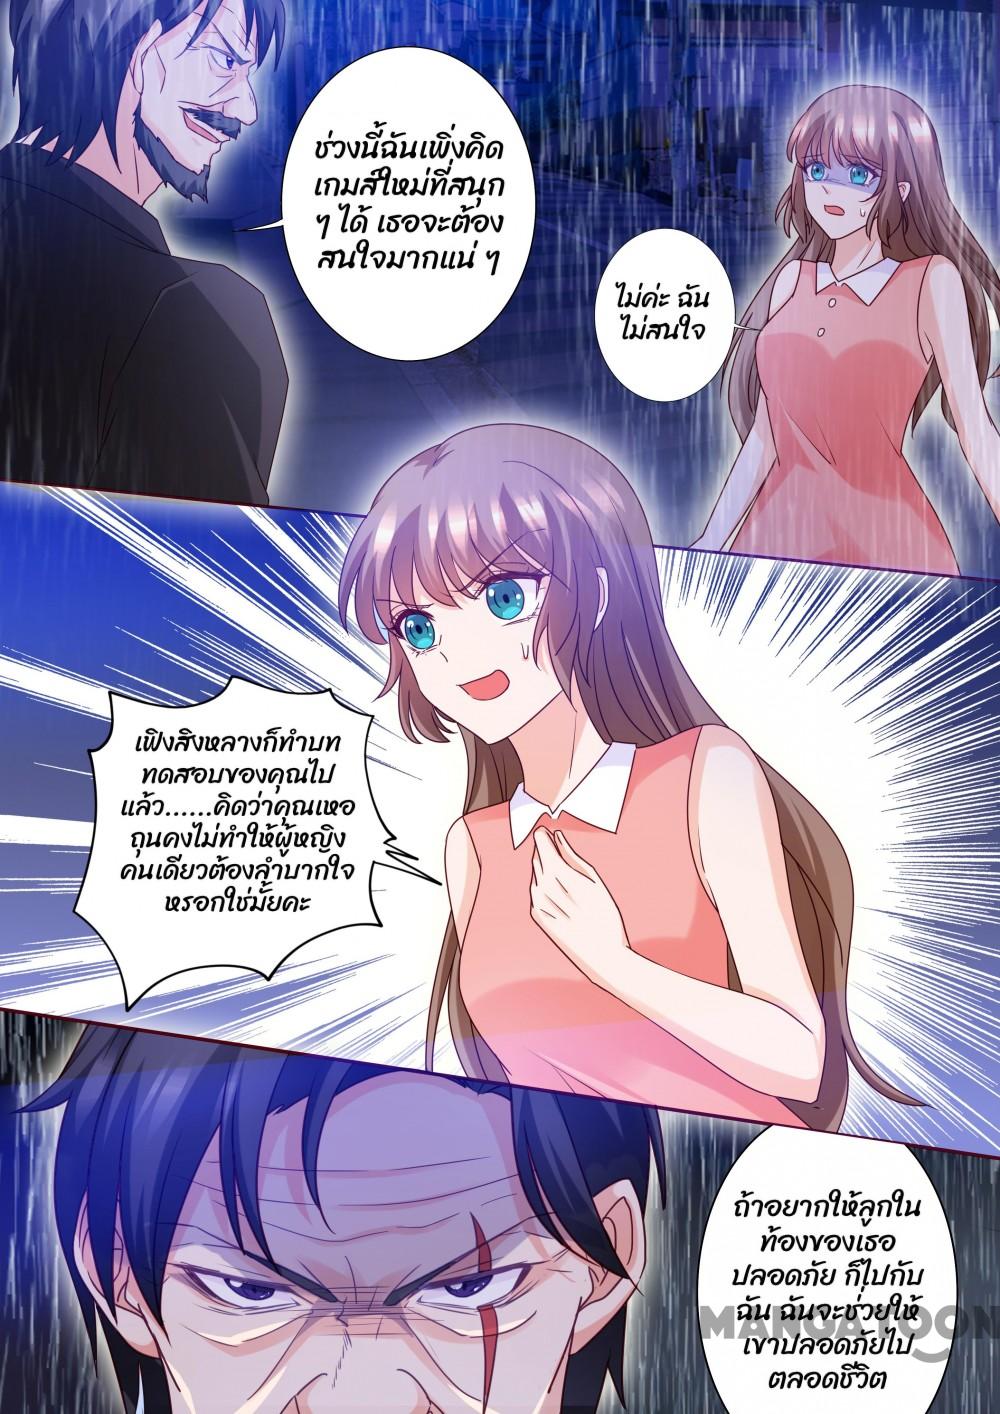 ช่วงนี้ฉันเพิ่งคิด
เกมส์ใหม่ที่สนุก
ๆ ได้ เธอจะต้อง
สนใจมากแน่ ๆ
ไม่ค่ะ ฉัน
ไม่สนใจ
เฟิงสิงหลางก็ทำบท
ทดสอบของคุณไป
แล้ว......คิดว่าคุณเหอ
ถุนคงไม่ทำให้ผู้หญิง
คนเดียวต้องลำบากใจ
หรอกใช่มั้ยคะ
ถ้าอยากให้ลูกใน
ท้องของเธอ
ปลอดภัย ก็ไปกับ
ฉัน ฉันจะช่วยให้
เขาปลอดภัยไป
ตลอดชีวิต
MANGATOON